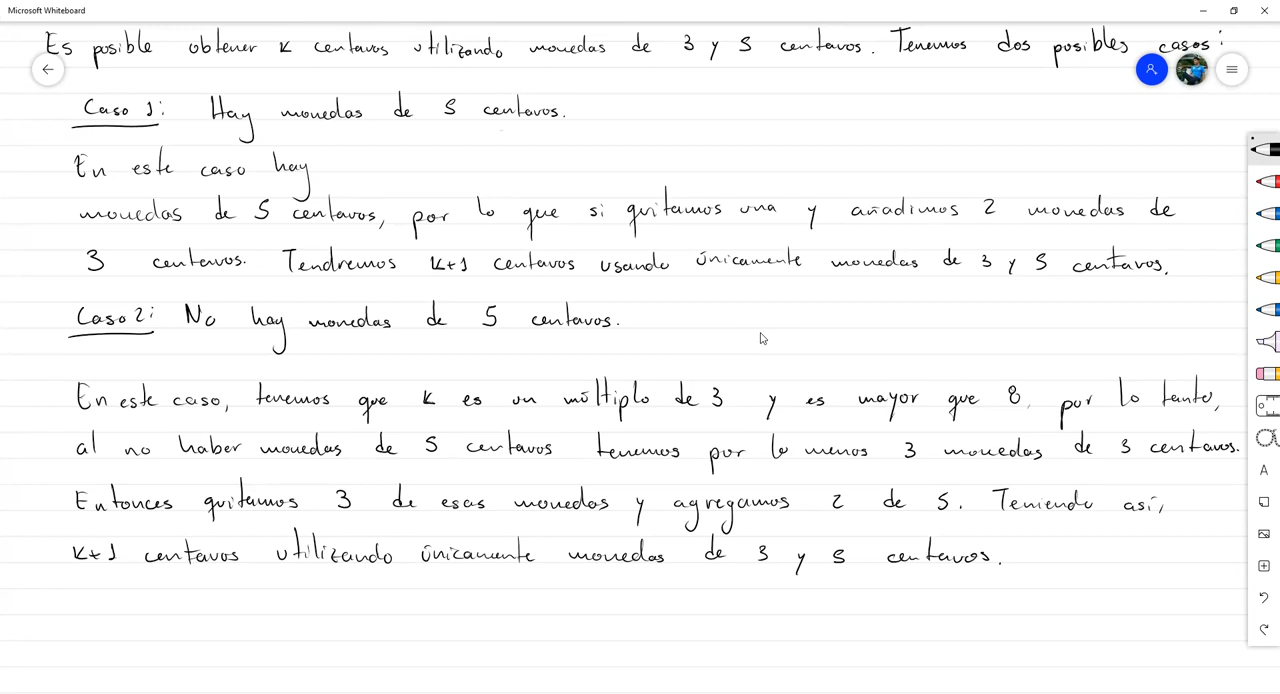 Microsoft Whiteboard
Es posible obtener k centavos utilizando monedas de 3 y 5 centavos. Tenemos dos posibles casos:
Caso 1: Hay monedas de 5 centavos.
En este caso hay
monedas de 5 centavos, por lo que si quitamos una y añadimos 2 monedas de
3 centavos. Tendremos k+1 centavos usando únicamente monedas de 3 y 5 centavos.
Caso 2: No hay monedas de 5 centavos.
En este caso, tenemos que k es un múltiplo de 3 y es mayor que 8, por lo tanto,
al no haber monedas de 5 centavos tenemos por lo menos 3 monedas de 3 centavos.
Entonces quitamos 3 de esas monedas y agregamos 2 de 5. Teniendo así,
k+1 centavos utilizando únicamente monedas de 3 y 5 centavos.